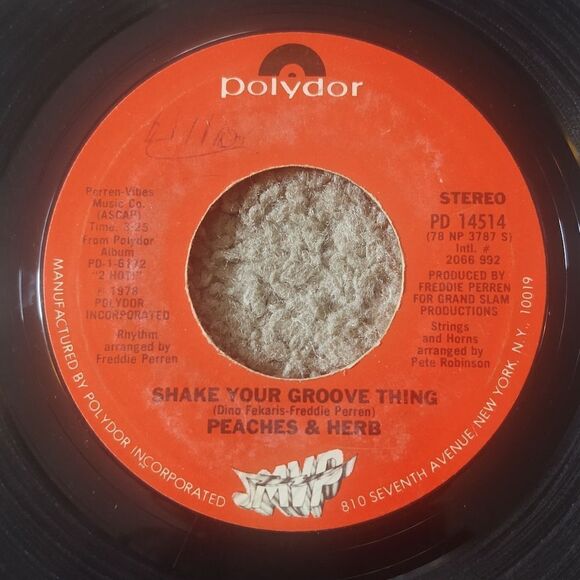 polydor
Perren-Vibes
Music Co.
(ASCAP)
Time: 3:25
From Polydor
Album
PD-1-6172
"2 HOT!"
℗ 1978
POLYDOR
INCORPORATED
Rhythm
arranged by
Freddie Perren
STEREO
PD 14514
(78 NP 3787 S)
Intl. #
2066 992
PRODUCED BY
FREDDIE PERREN
FOR GRAND SLAM
PRODUCTIONS
Strings
and Horns
arranged by
Pete Robinson
SHAKE YOUR GROOVE THING
(Dino Fekaris-Freddie Perren)
PEACHES & HERB
MVP
MANUFACTURED BY POLYDOR INCORPORATED
810 SEVENTH AVENUE/NEW YORK, N.Y. 10019